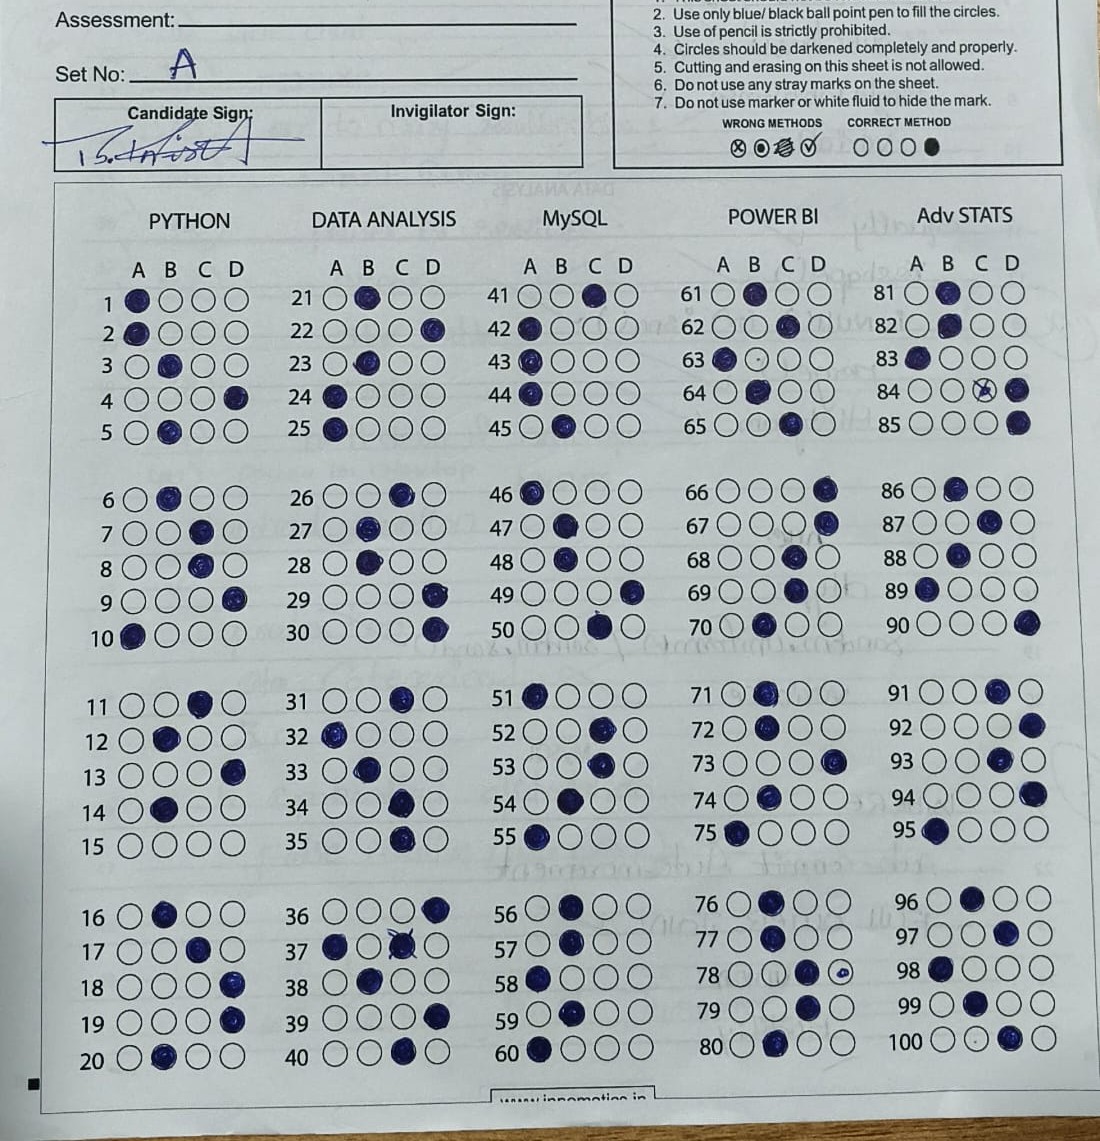 Assessment:
2. Use only blue/ black ball point pen to fill the circles.
3. Use of pencil is strictly prohibited.
4. Circles should be darkened completely and properly.
5. Cutting and erasing on this sheet is not allowed.
6. Do not use any stray marks on the sheet.
7. Do not use marker or white fluid to hide the mark.
Set No: A
WRONG METHODS CORRECT METHOD
Candidate Sign: Invigilator Sign:
PYTHON DATA ANALYSIS MySQL POWER BI Adv STATS
A B C D A B C D A B C D A B C D A B C D
1 21 41 61 81
2 22 42 62 82
3 23 43 63 83
4 24 44 64 84
5 25 45 65 85
6 26 46 66 86
7 27 47 67 87
8 28 48 68 88
9 29 49 69 89
10 30 50 70 90
11 31 51 71 91
12 32 52 72 92
13 33 53 73 93
14 34 54 74 94
15 35 55 75 95
16 36 56 76 96
17 37 57 77 97
18 38 58 78 98
19 39 59 79 99
20 40 60 80 100